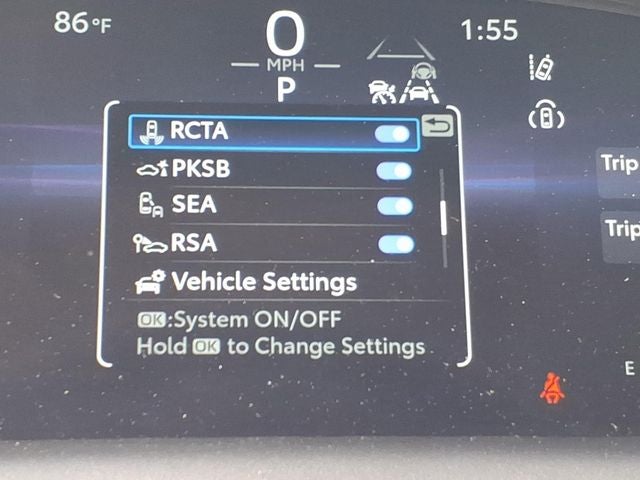 86°F
0
MPH
P
1:55
RCTA
PKSB
SEA
RSA
Vehicle Settings
OK:System ON/OFF
Hold OK to Change Settings
Trip
Trip
E